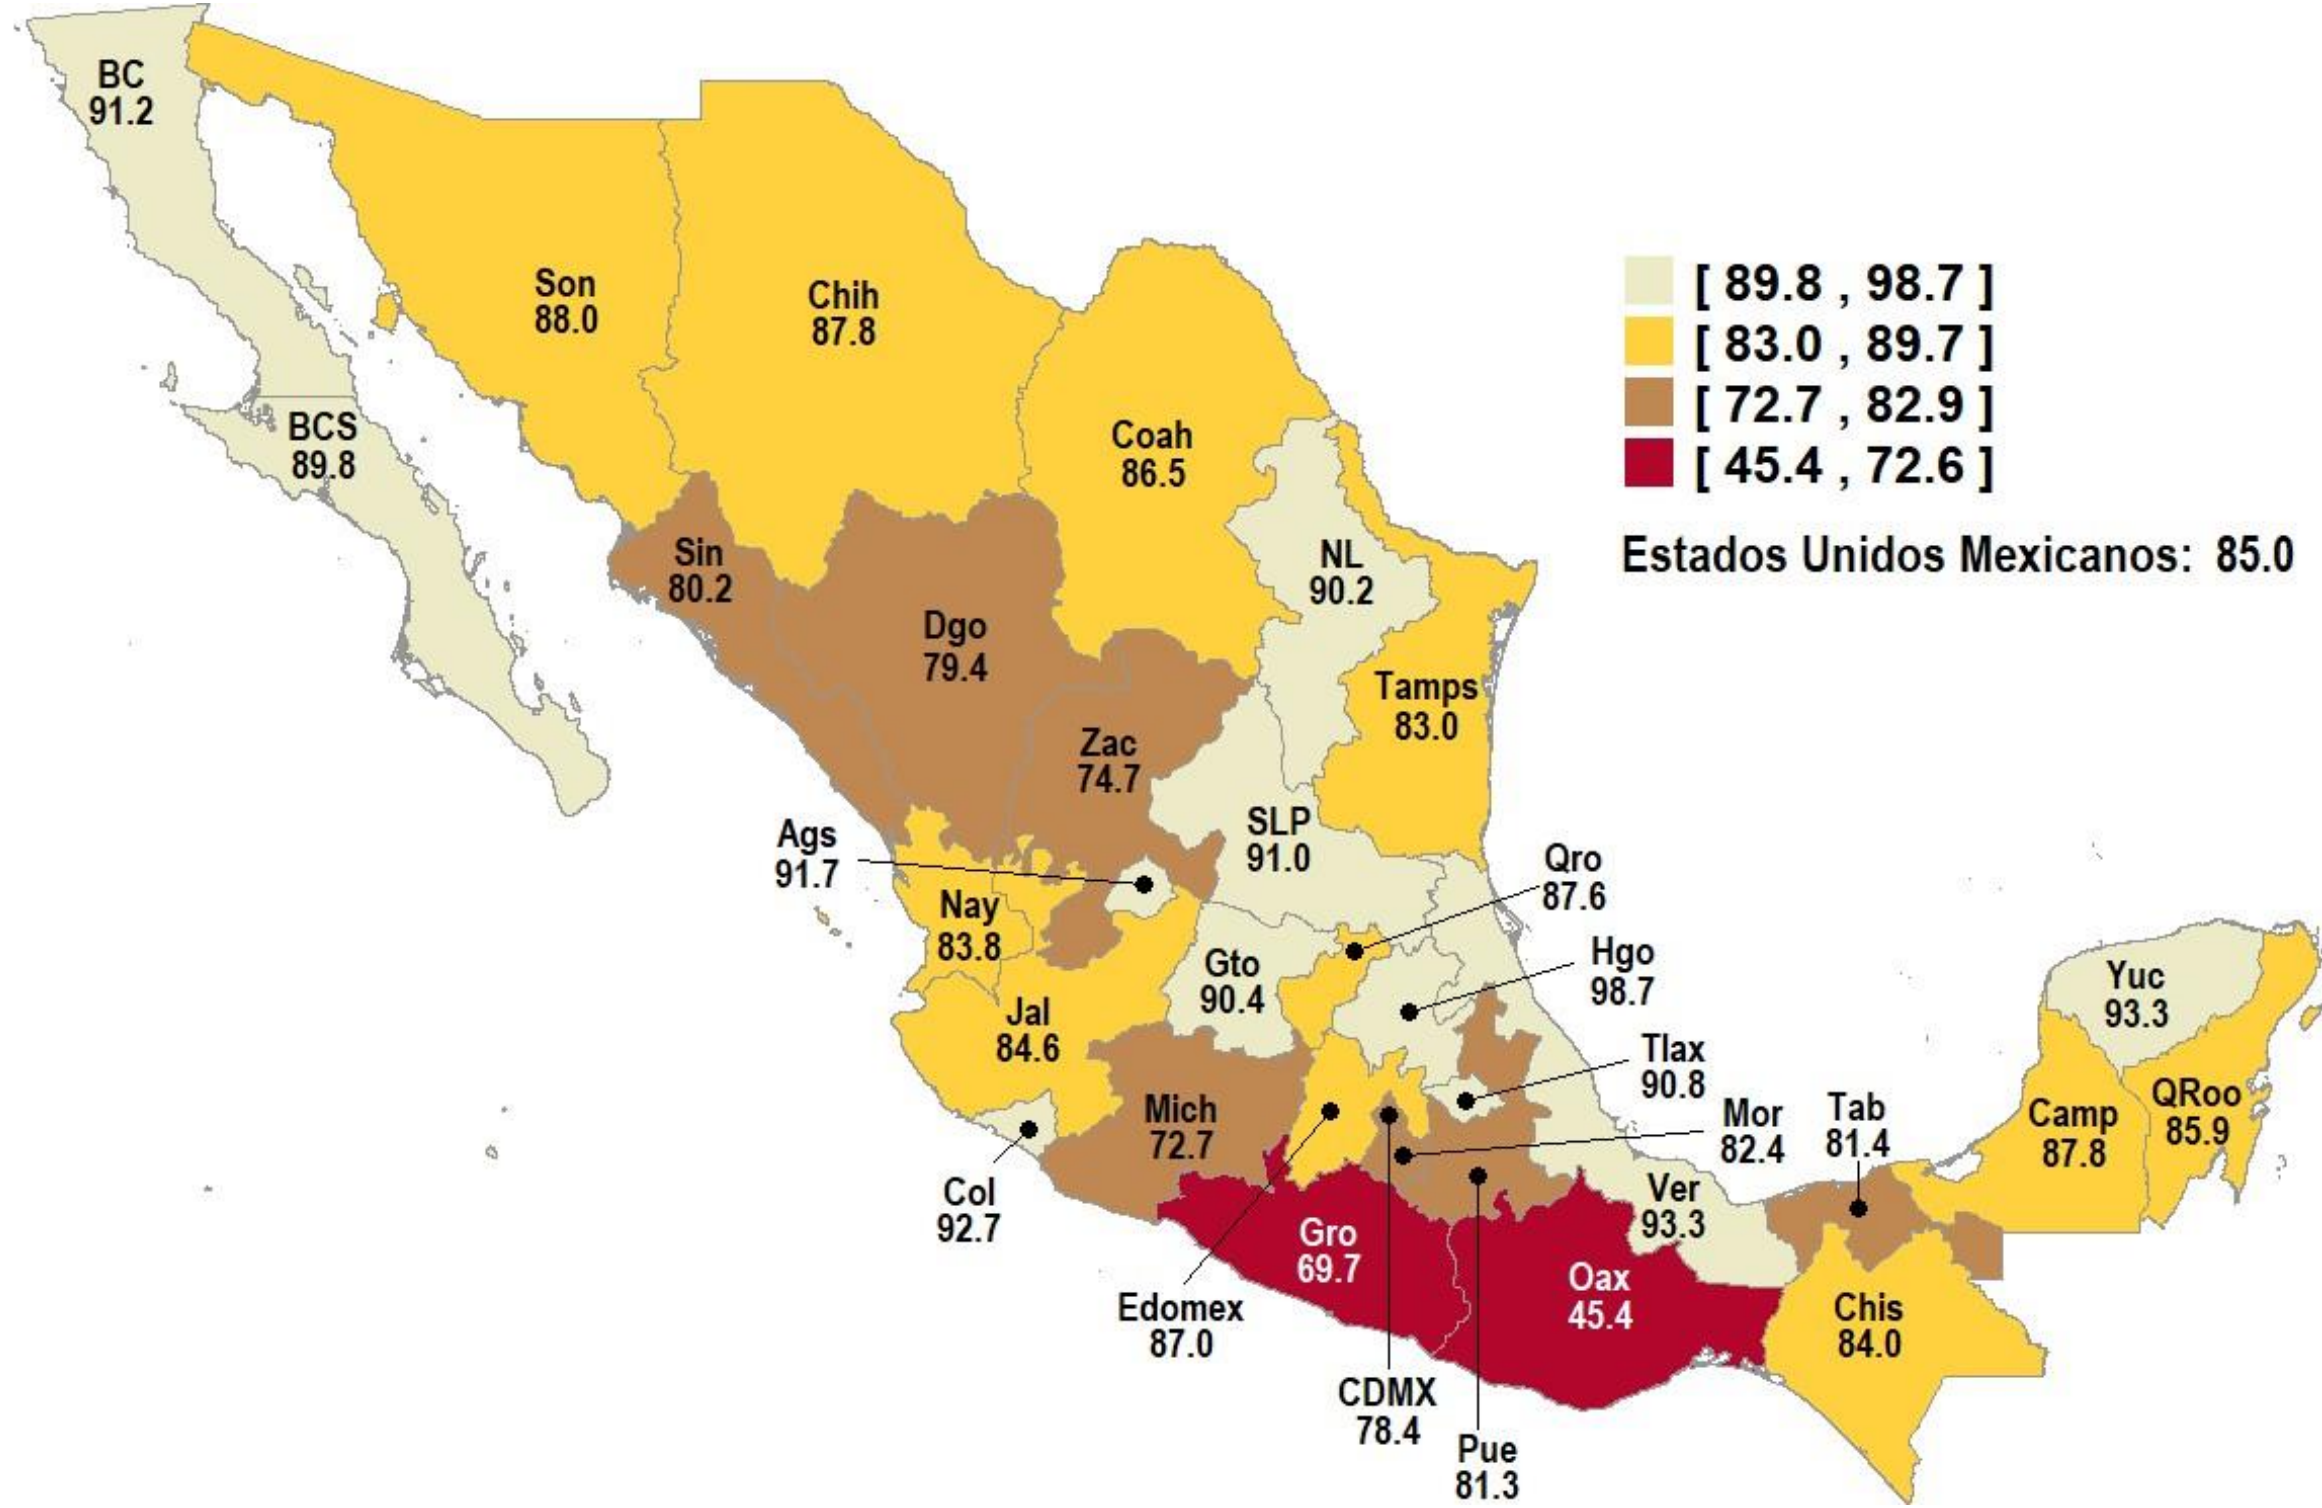 BC
91.2
Son
88.0
Chih
87.8
[ 89.8 , 98.7 ]
[ 83.0 , 89.7 ]
[ 72.7 , 82.9 ]
[ 45.4 , 72.6 ]
Estados Unidos Mexicanos: 85.0
BCS
89.8
Coah
86.5
Sin
80.2
NL
90.2
Dgo
79.4
Tamps
83.0
Zac
74.7
Ags
91.7
SLP
91.0
Qro
87.6
Nay
83.8
Gto
90.4
Hgo
98.7
Yuc
93.3
Jal
84.6
Tlax
90.8
Mich
72.7
Mor
82.4
Tab
81.4
Camp
87.8
QRoo
85.9
Col
92.7
Ver
93.3
Gro
69.7
Oax
45.4
Edomex
87.0
Chis
84.0
CDMX
78.4
Pue
81.3